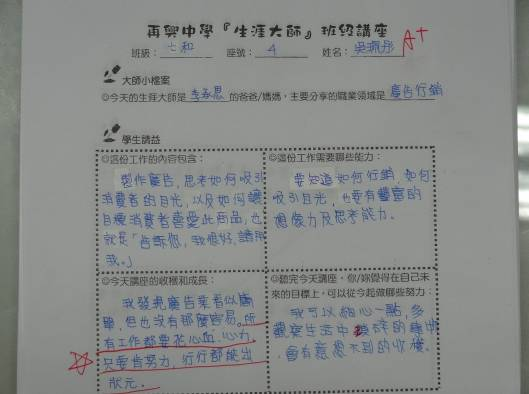 再興中學『生涯大師』班級講座
班級：七和 座號：4 姓名：吳珮彤 A+
大師小檔案
☺今天的生涯大師是 李承恩 的爸爸/媽媽，主要分享的職業領域是 廣告行銷
學生請益
☺這份工作的內容包含：
製作廣告,思考如何吸引
消費者的目光,以及如何讓
目標消費者喜愛此商品,也
就是「告訴你,我很好,請用
我。」
☺這份工作需要哪些能力：
要知道如何行銷 如何
吸引目光,也要有豐富的
想像力及思考能力。
☺今天講座的收穫和成長：
我發現廣告業看似簡
單,但也沒有那麼容易。所
有工作都要花心血、心力,
只要肯努力,行行都能出
狀元。
☺聽完今天講座，你/妳覺得在自己未
來的目標上，可以從今起做哪些努力：
我可以細心一點,多
觀察生活中瑣碎的事物
,會有意想不到的收穫。